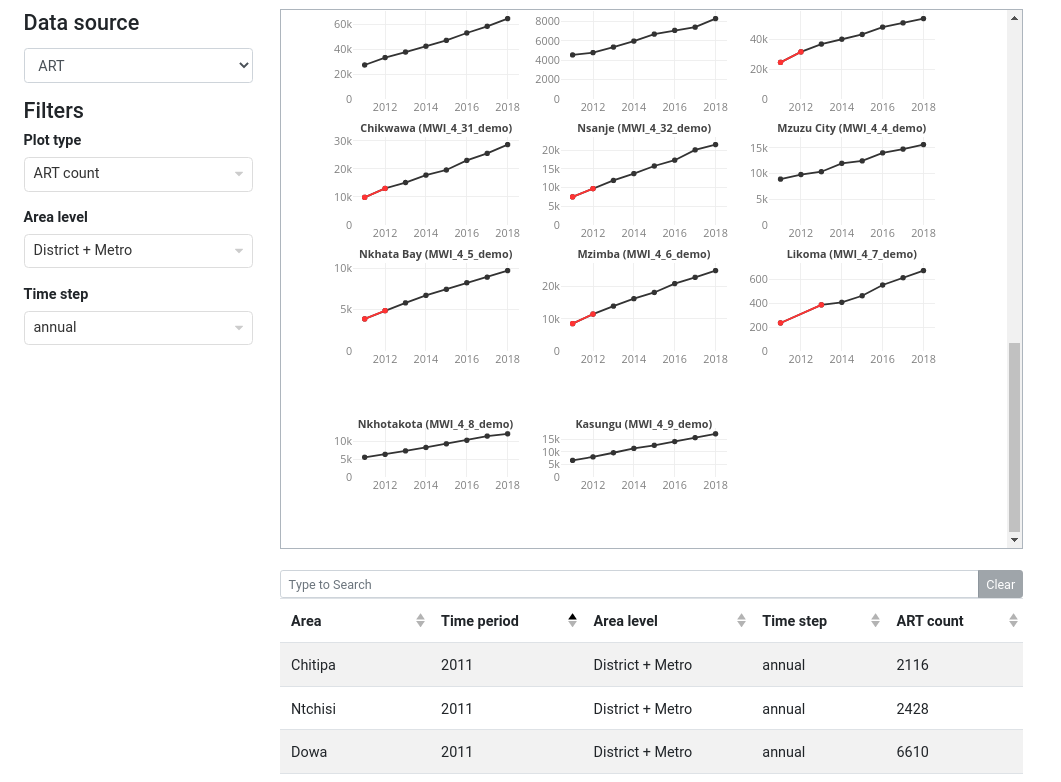 Data source
ART
Filters
Plot type
ART count
Area level
District + Metro
Time step
annual
60k
40k
20k
0
2012 2014 2016 2018
8000
6000
4000
2000
0
2012 2014 2016 2018
40k
20k
0
2012 2014 2016 2018
Chikwawa (MWI_4_31_demo)
30k
20k
10k
0
2012 2014 2016 2018
Nsanje (MWI_4_32_demo)
20k
15k
10k
5k
0
2012 2014 2016 2018
Mzuzu City (MWI_4_4_demo)
15k
10k
5k
0
2012 2014 2016 2018
Nkhata Bay (MWI_4_5_demo)
10k
5k
0
2012 2014 2016 2018
Mzimba (MWI_4_6_demo)
20k
10k
0
2012 2014 2016 2018
Likoma (MWI_4_7_demo)
600
400
200
0
2012 2014 2016 2018
Nkhotakota (MWI_4_8_demo)
10k
5k
0
2012 2014 2016 2018
Kasungu (MWI_4_9_demo)
15k
10k
5k
0
2012 2014 2016 2018
Type to Search Clear
Area Time period Area level Time step ART count
Chitipa 2011 District + Metro annual 2116
Ntchisi 2011 District + Metro annual 2428
Dowa 2011 District + Metro annual 6610